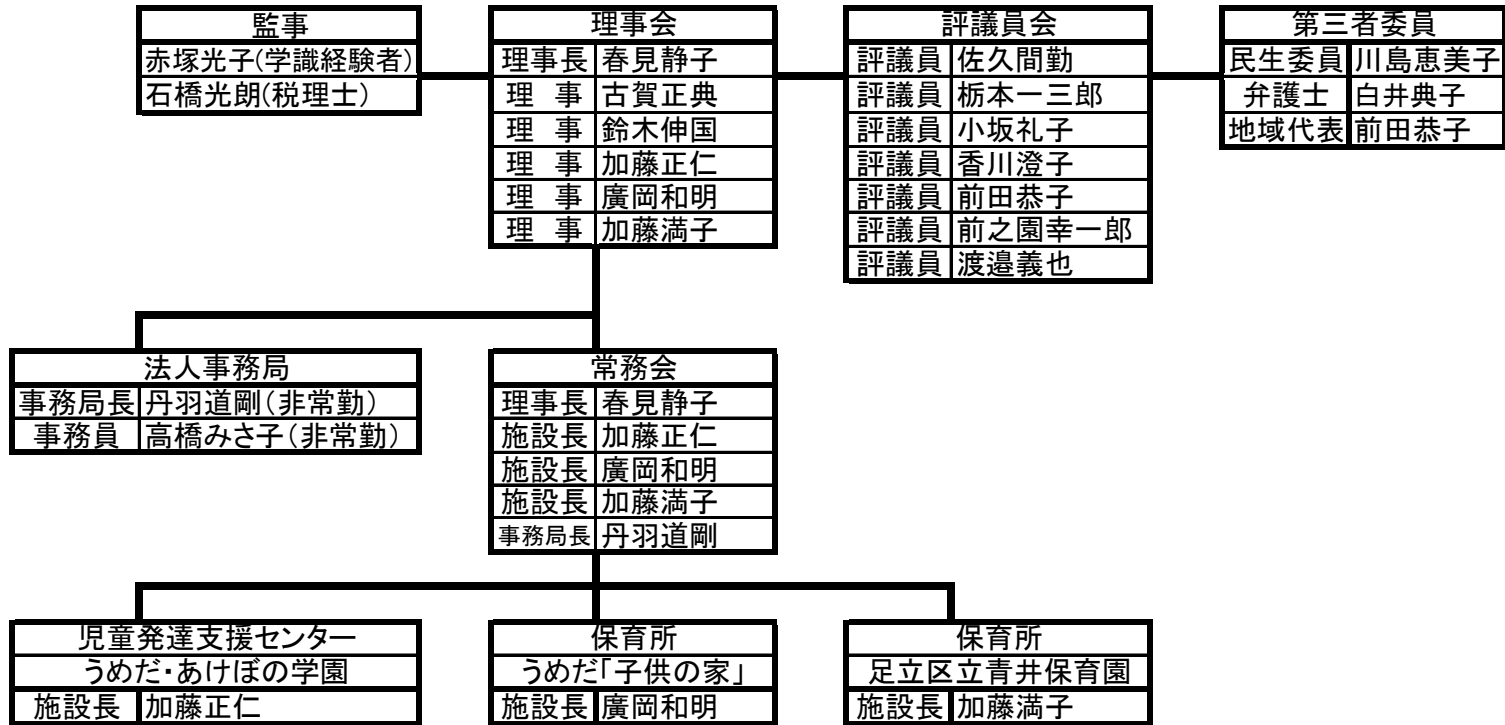 監事
赤塚光子(学識経験者)
石橋光朗(税理士)
理事会
理事長 春見静子
理 事 古賀正典
理 事 鈴木伸国
理 事 加藤正仁
理 事 廣岡和明
理 事 加藤満子
評議員会
評議員 佐久間勤
評議員 栃本一三郎
評議員 小坂礼子
評議員 香川澄子
評議員 前田恭子
評議員 前之園幸一郎
評議員 渡邉義也
第三者委員
民生委員 川島恵美子
弁護士 白井典子
地域代表 前田恭子
法人事務局
事務局長 丹羽道剛(非常勤)
事務員 高橋みさ子(非常勤)
常務会
理事長 春見静子
施設長 加藤正仁
施設長 廣岡和明
施設長 加藤満子
事務局長 丹羽道剛
児童発達支援センター
うめだ・あけぼの学園
施設長 加藤正仁
保育所
うめだ「子供の家」
施設長 廣岡和明
保育所
足立区立青井保育園
施設長 加藤満子